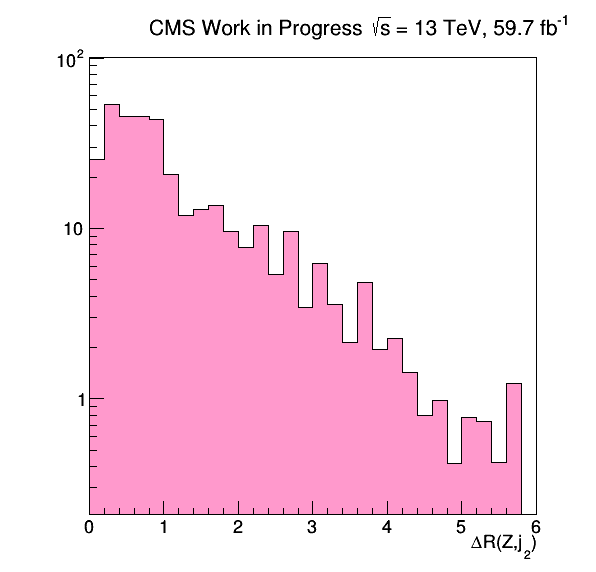 CMS Work in Progress √s = 13 TeV, 59.7 fb⁻¹
10²
10
1
0 1 2 3 4 5 6
ΔR(Z,j₂)